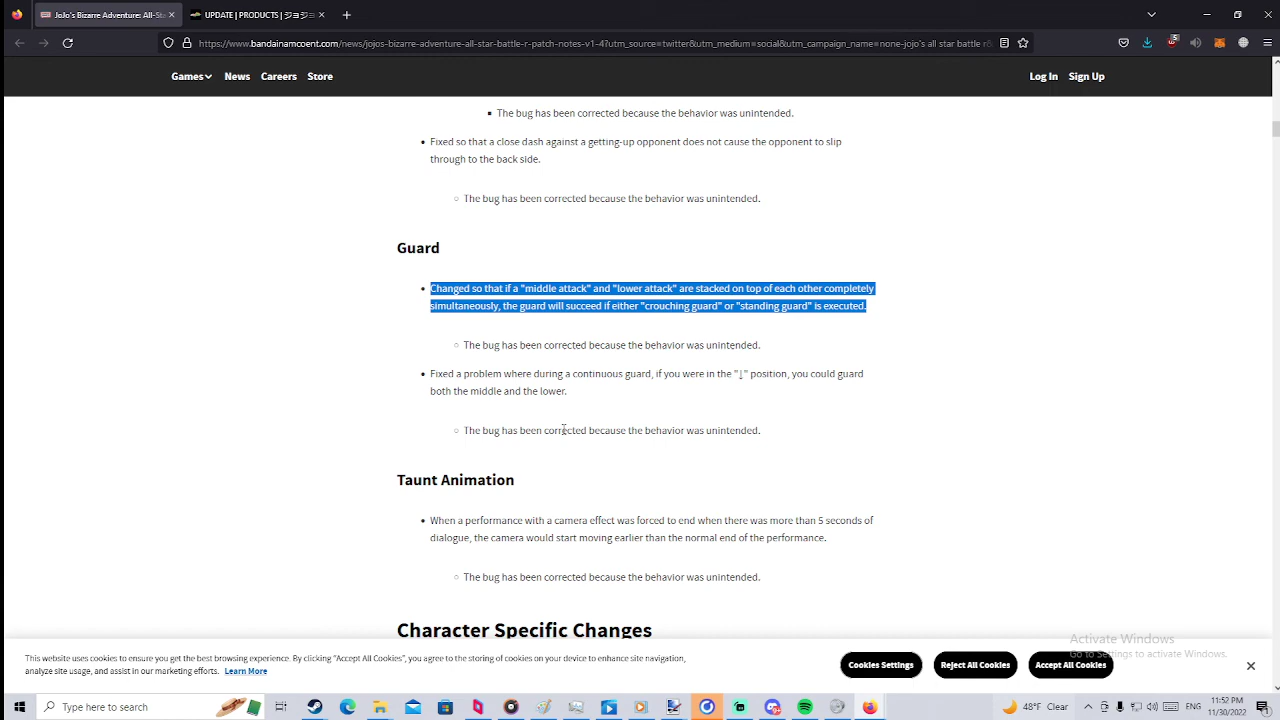 JoJo's Bizarre Adventure: All-Sta
UPDATE | PRODUCTS |
https://www.bandainamcoent.com/news/jojos-bizarre-adventure-all-star-battle-r-patch-notes-v1-4?utm_source=twitter&utm_medium=social&utm_campaign_name=none-jojo's all star battle r
Games
News
Careers
Store
Log In
Sign Up
The bug has been corrected because the behavior was unintended.
Fixed so that a close dash against a getting-up opponent does not cause the opponent to slip
through to the back side.
The bug has been corrected because the behavior was unintended.
Guard
Changed so that if a "middle attack" and "lower attack" are stacked on top of each other completely
simultaneously, the guard will succeed if either "crouching guard" or "standing guard" is executed.
The bug has been corrected because the behavior was unintended.
Fixed a problem where during a continuous guard, if you were in the "↓" position, you could guard
both the middle and the lower.
The bug has been corrected because the behavior was unintended.
Taunt Animation
When a performance with a camera effect was forced to end when there was more than 5 seconds of
dialogue, the camera would start moving earlier than the normal end of the performance.
The bug has been corrected because the behavior was unintended.
Character Specific Changes
Activate Windows
Go to Settings to activate Windows.
This website uses cookies to ensure you get the best browsing experience. By clicking “Accept All Cookies”, you agree to the storing of cookies on your device to enhance site navigation,
analyze site usage, and assist in our marketing efforts. Learn More
Cookies Settings
Reject All Cookies
Accept All Cookies
Type here to search
48°F Clear
11:52 PM
11/30/2022